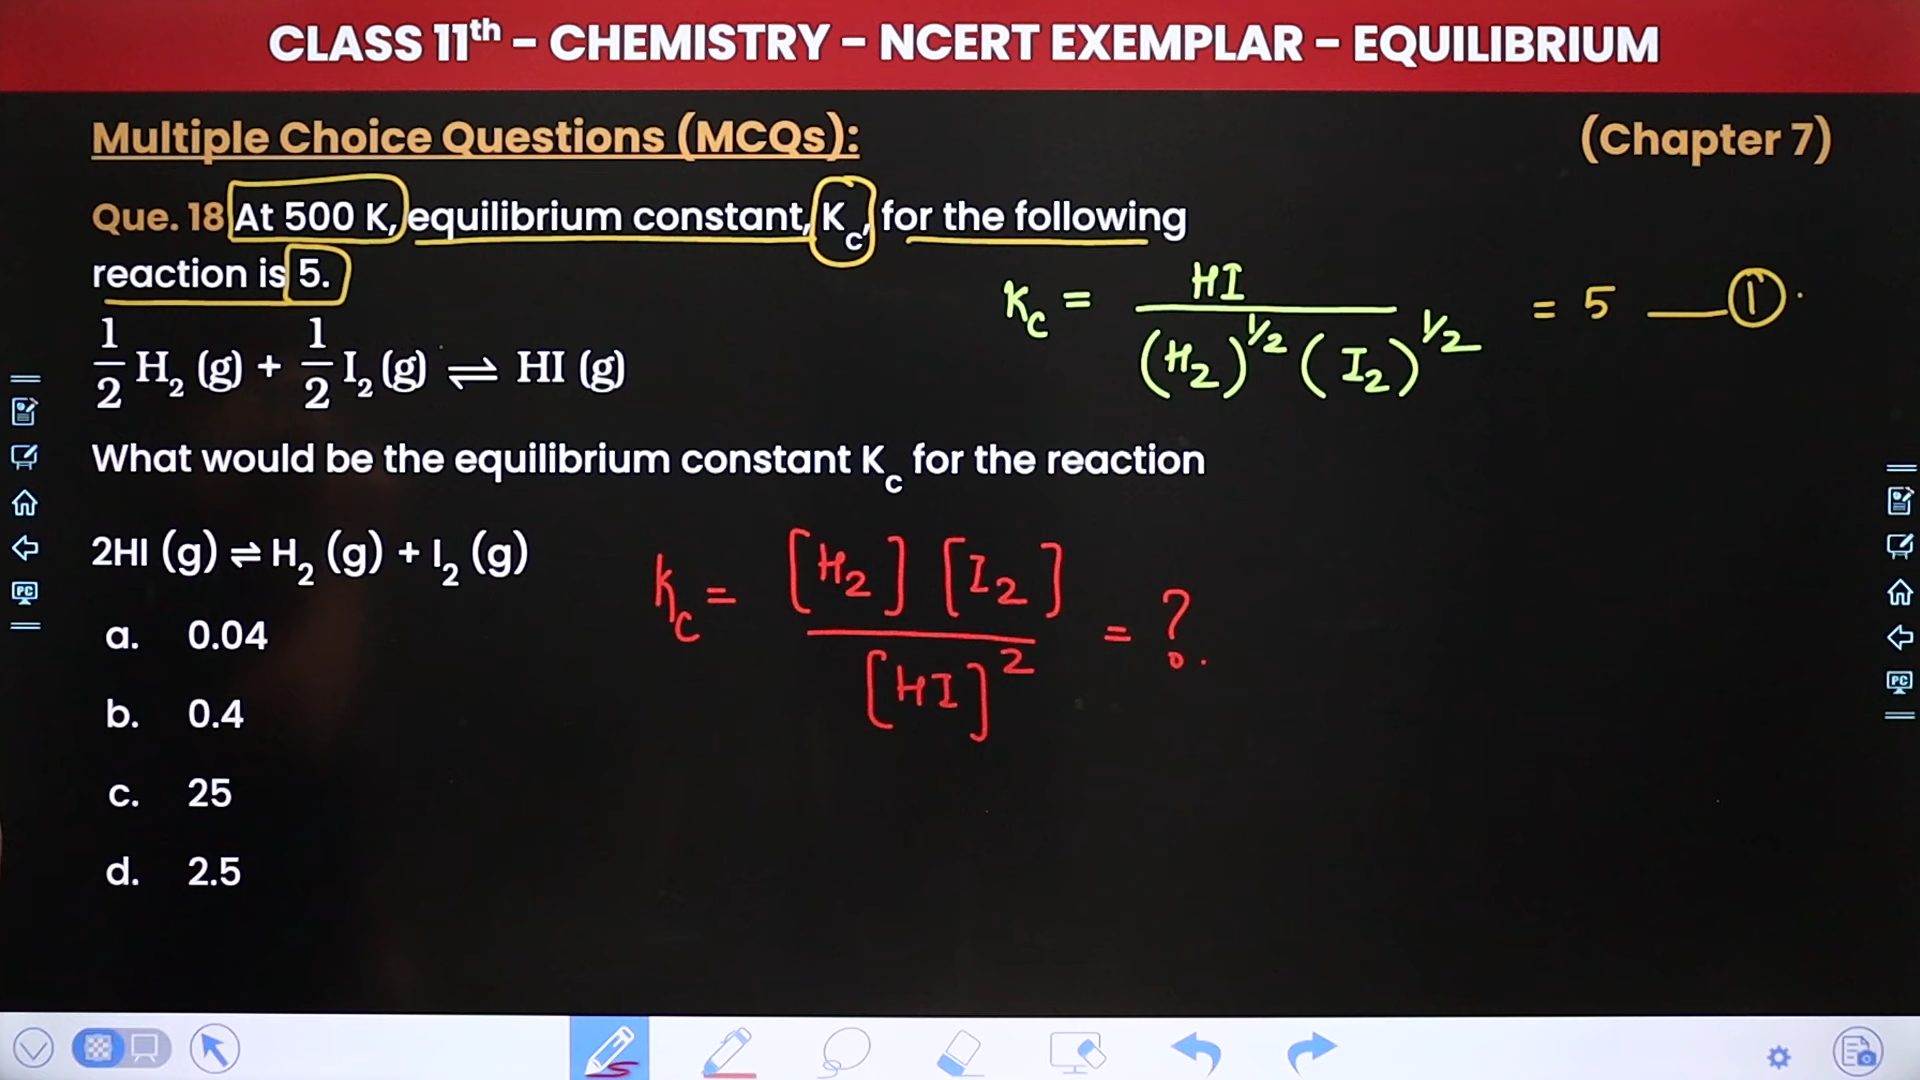 CLASS 11th - CHEMISTRY - NCERT EXEMPLAR - EQUILIBRIUM
Multiple Choice Questions (MCQs):
(Chapter 7)
Que. 18 At 500 K, equilibrium constant, Kc, for the following
reaction is 5.
Kc = HI / (H2)^1/2 (I2)^1/2 = 5 — ①
1/2 H2 (g) + 1/2 I2 (g) ⇌ HI (g)
What would be the equilibrium constant Kc for the reaction
2HI (g) ⇌ H2 (g) + I2 (g)
Kc = [H2] [I2] / [HI]^2 = ?
a. 0.04
b. 0.4
c. 25
d. 2.5
PC
PC